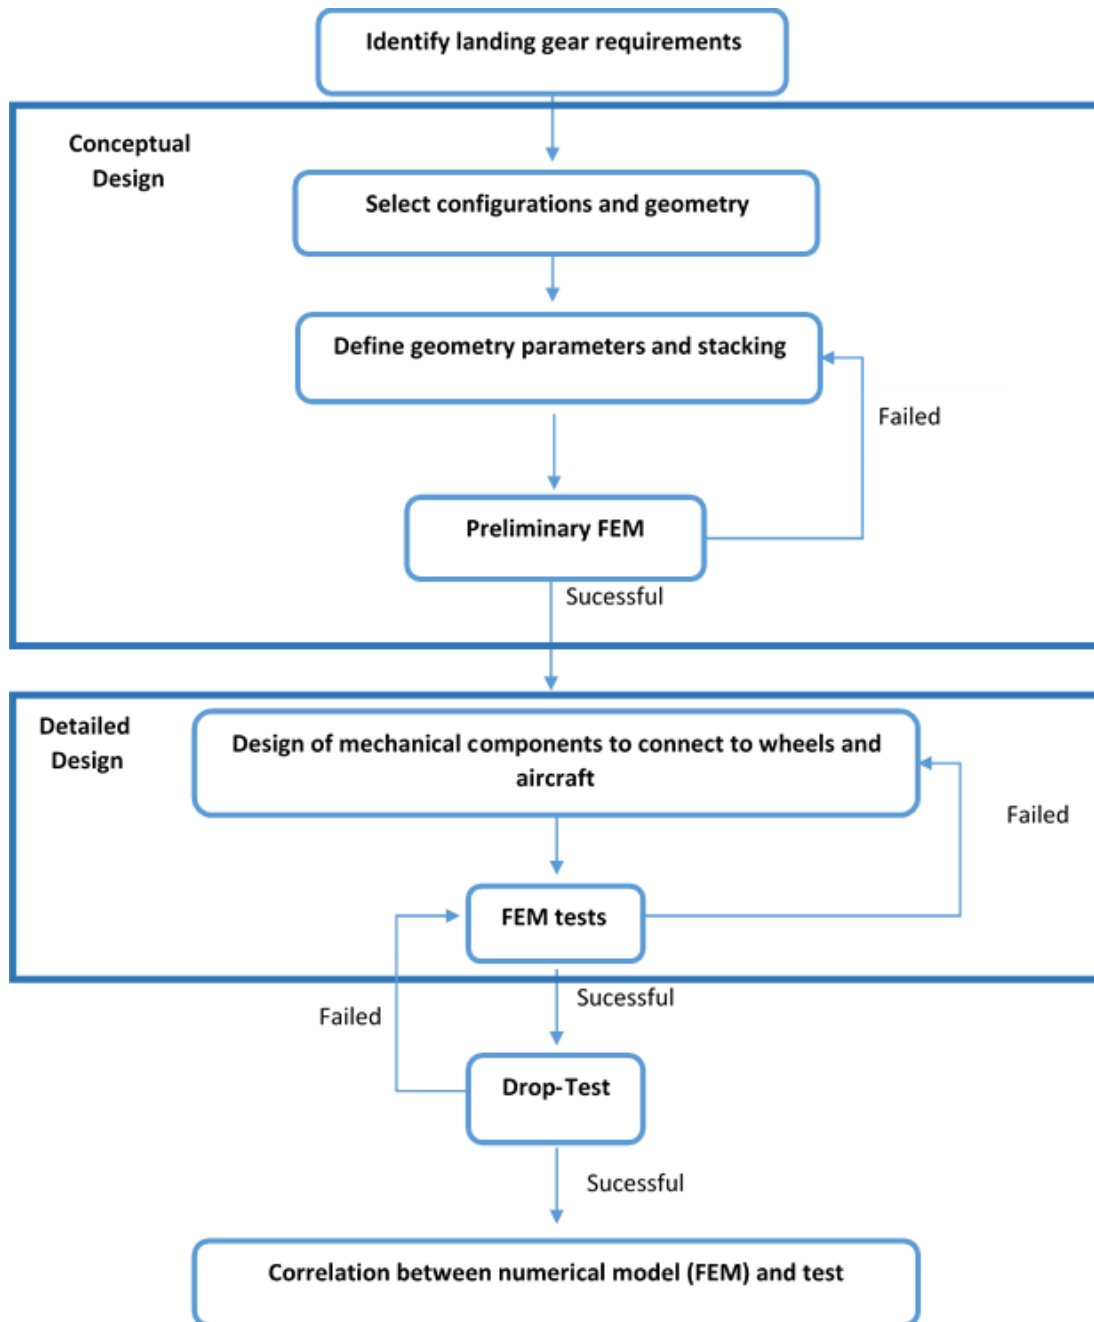 Identify landing gear requirements
Conceptual
Design
Select configurations and geometry
Define geometry parameters and stacking
Failed
Preliminary FEM
Sucessful
Detailed
Design
Design of mechanical components to connect to wheels and
aircraft
Failed
FEM tests
Sucessful
Failed
Drop-Test
Sucessful
Correlation between numerical model (FEM) and test